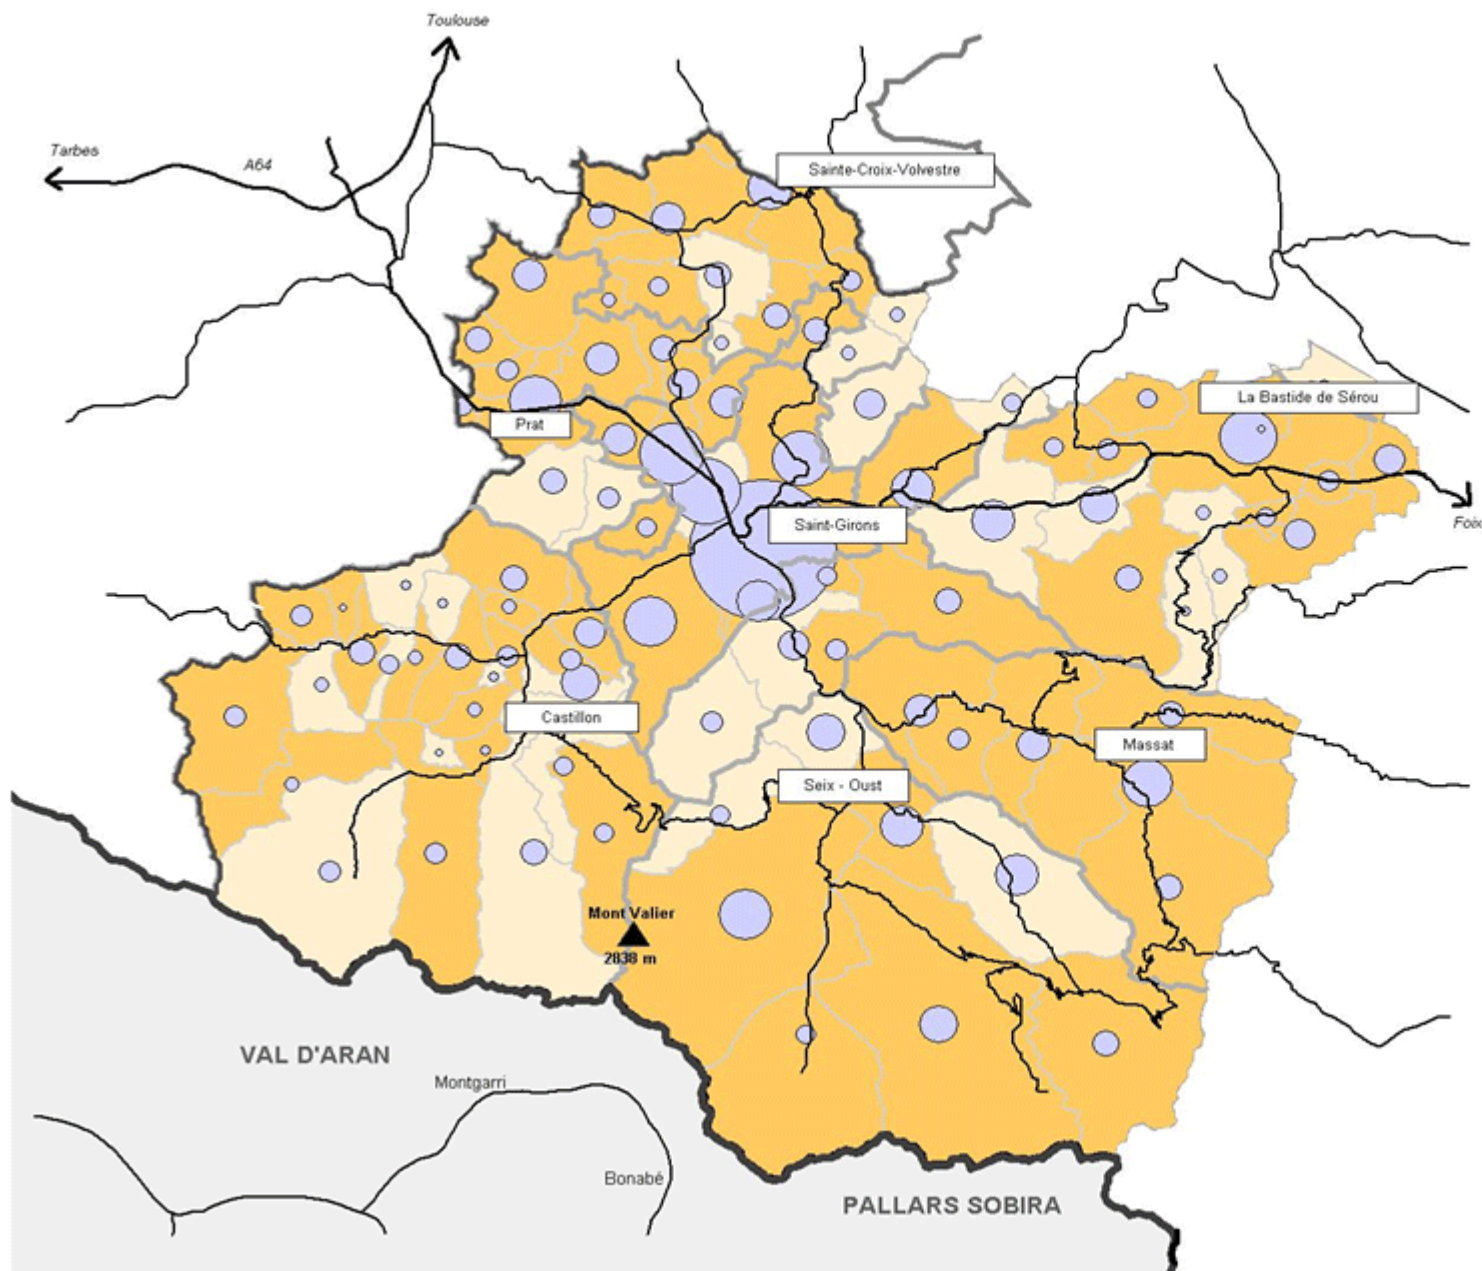 Toulouse
Tarbes
A64
Sainte-Croix-Volvestre
La Bastide de Sérou
Prat
Saint-Girons
Foix
Castillon
Massat
Seix - Oust
Mont Valier
2838 m
VAL D'ARAN
Montgarri
Bonabé
PALLARS SOBIRA